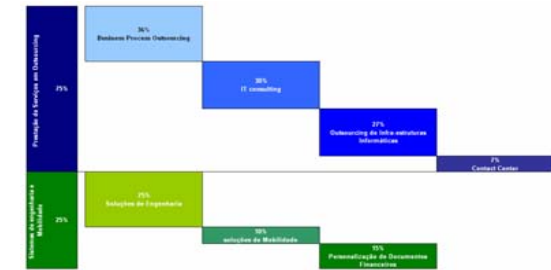 Prestação de Serviços em Outsourcing
75%
36%
Business Process Outsourcing
30%
IT consulting
27%
Outsourcing de Infra-estruturas
Informáticas
7%
Contact Center
Sistemas de engenharia e
Mobilidade
25%
75%
Soluções de Engenharia
10%
soluções de Mobilidade
15%
Personalização de Documentos
Financeiros